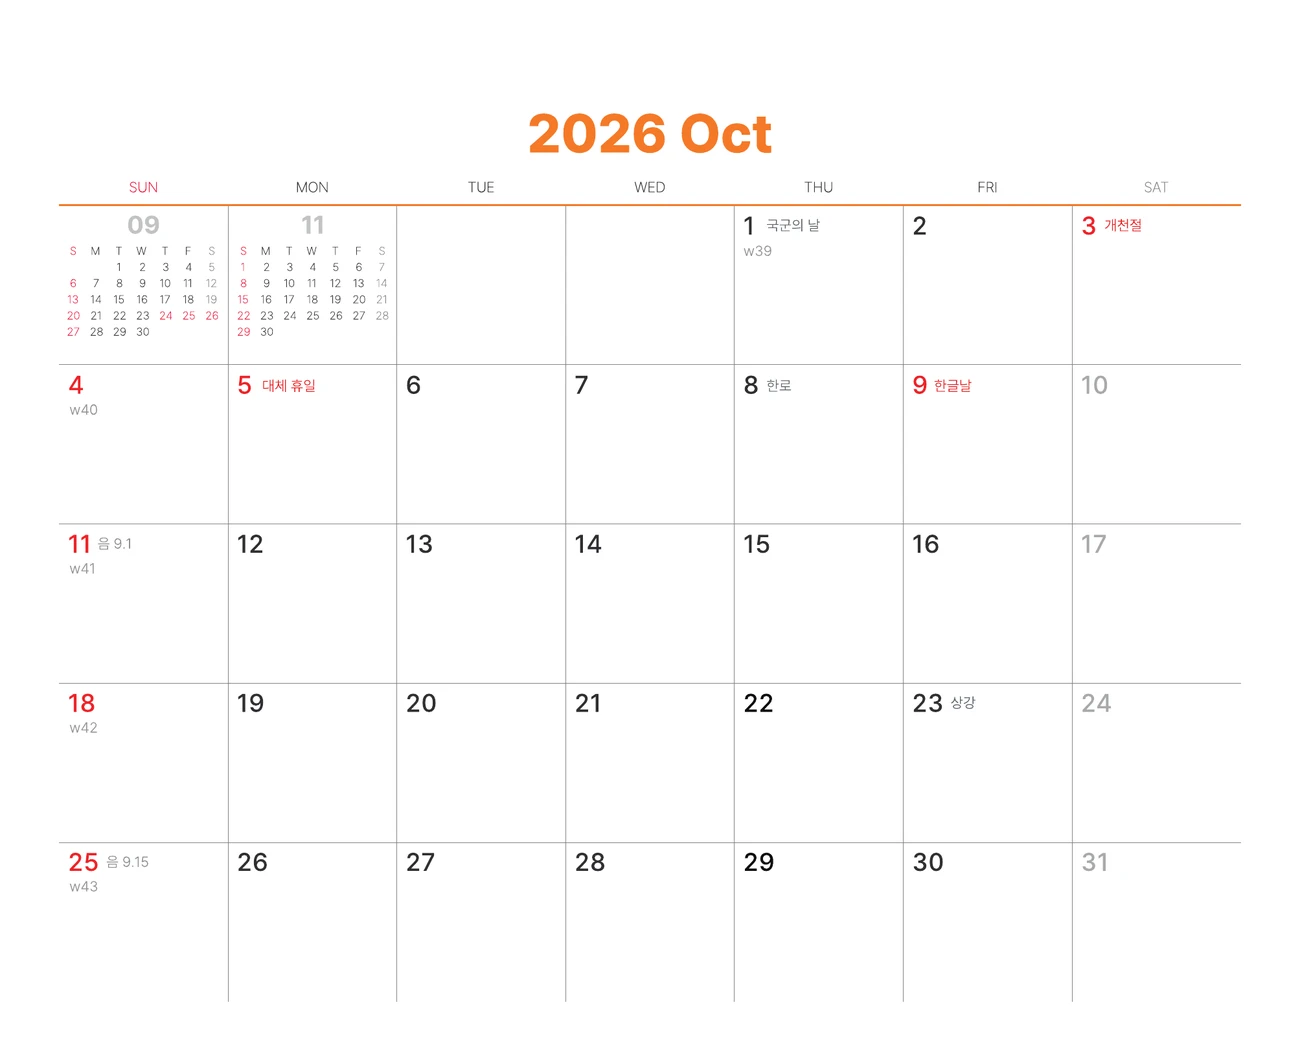 2026 Oct
SUN MON TUE WED THU FRI SAT
09
S M T W T F S
1 2 3 4 5
6 7 8 9 10 11 12
13 14 15 16 17 18 19
20 21 22 23 24 25 26
27 28 29 30
11
S M T W T F S
1 2 3 4 5 6 7
8 9 10 11 12 13 14
15 16 17 18 19 20 21
22 23 24 25 26 27 28
29 30
1 국군의 날
w39
2
3 개천절
4
w40
5 대체 휴일
6
7
8 한로
9 한글날
10
11 음 9.1
w41
12
13
14
15
16
17
18
w42
19
20
21
22
23 상강
24
25 음 9.15
w43
26
27
28
29
30
31